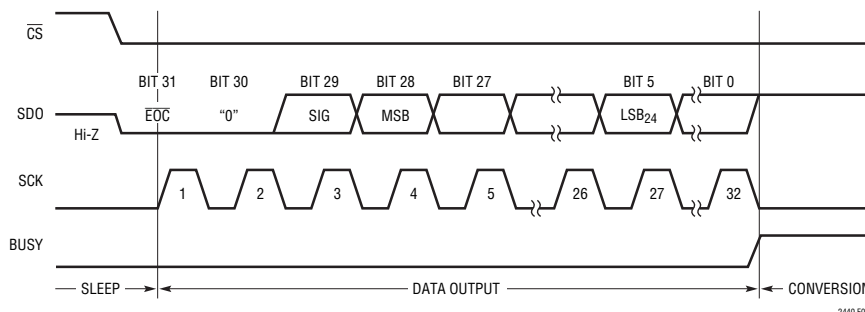 CS
BIT 31 BIT 30 BIT 29 BIT 28 BIT 27 BIT 5 BIT 0
SDO EOC "0" SIG MSB LSB24
Hi-Z
SCK
1 2 3 4 5 26 27 32
BUSY
SLEEP DATA OUTPUT CONVERSION